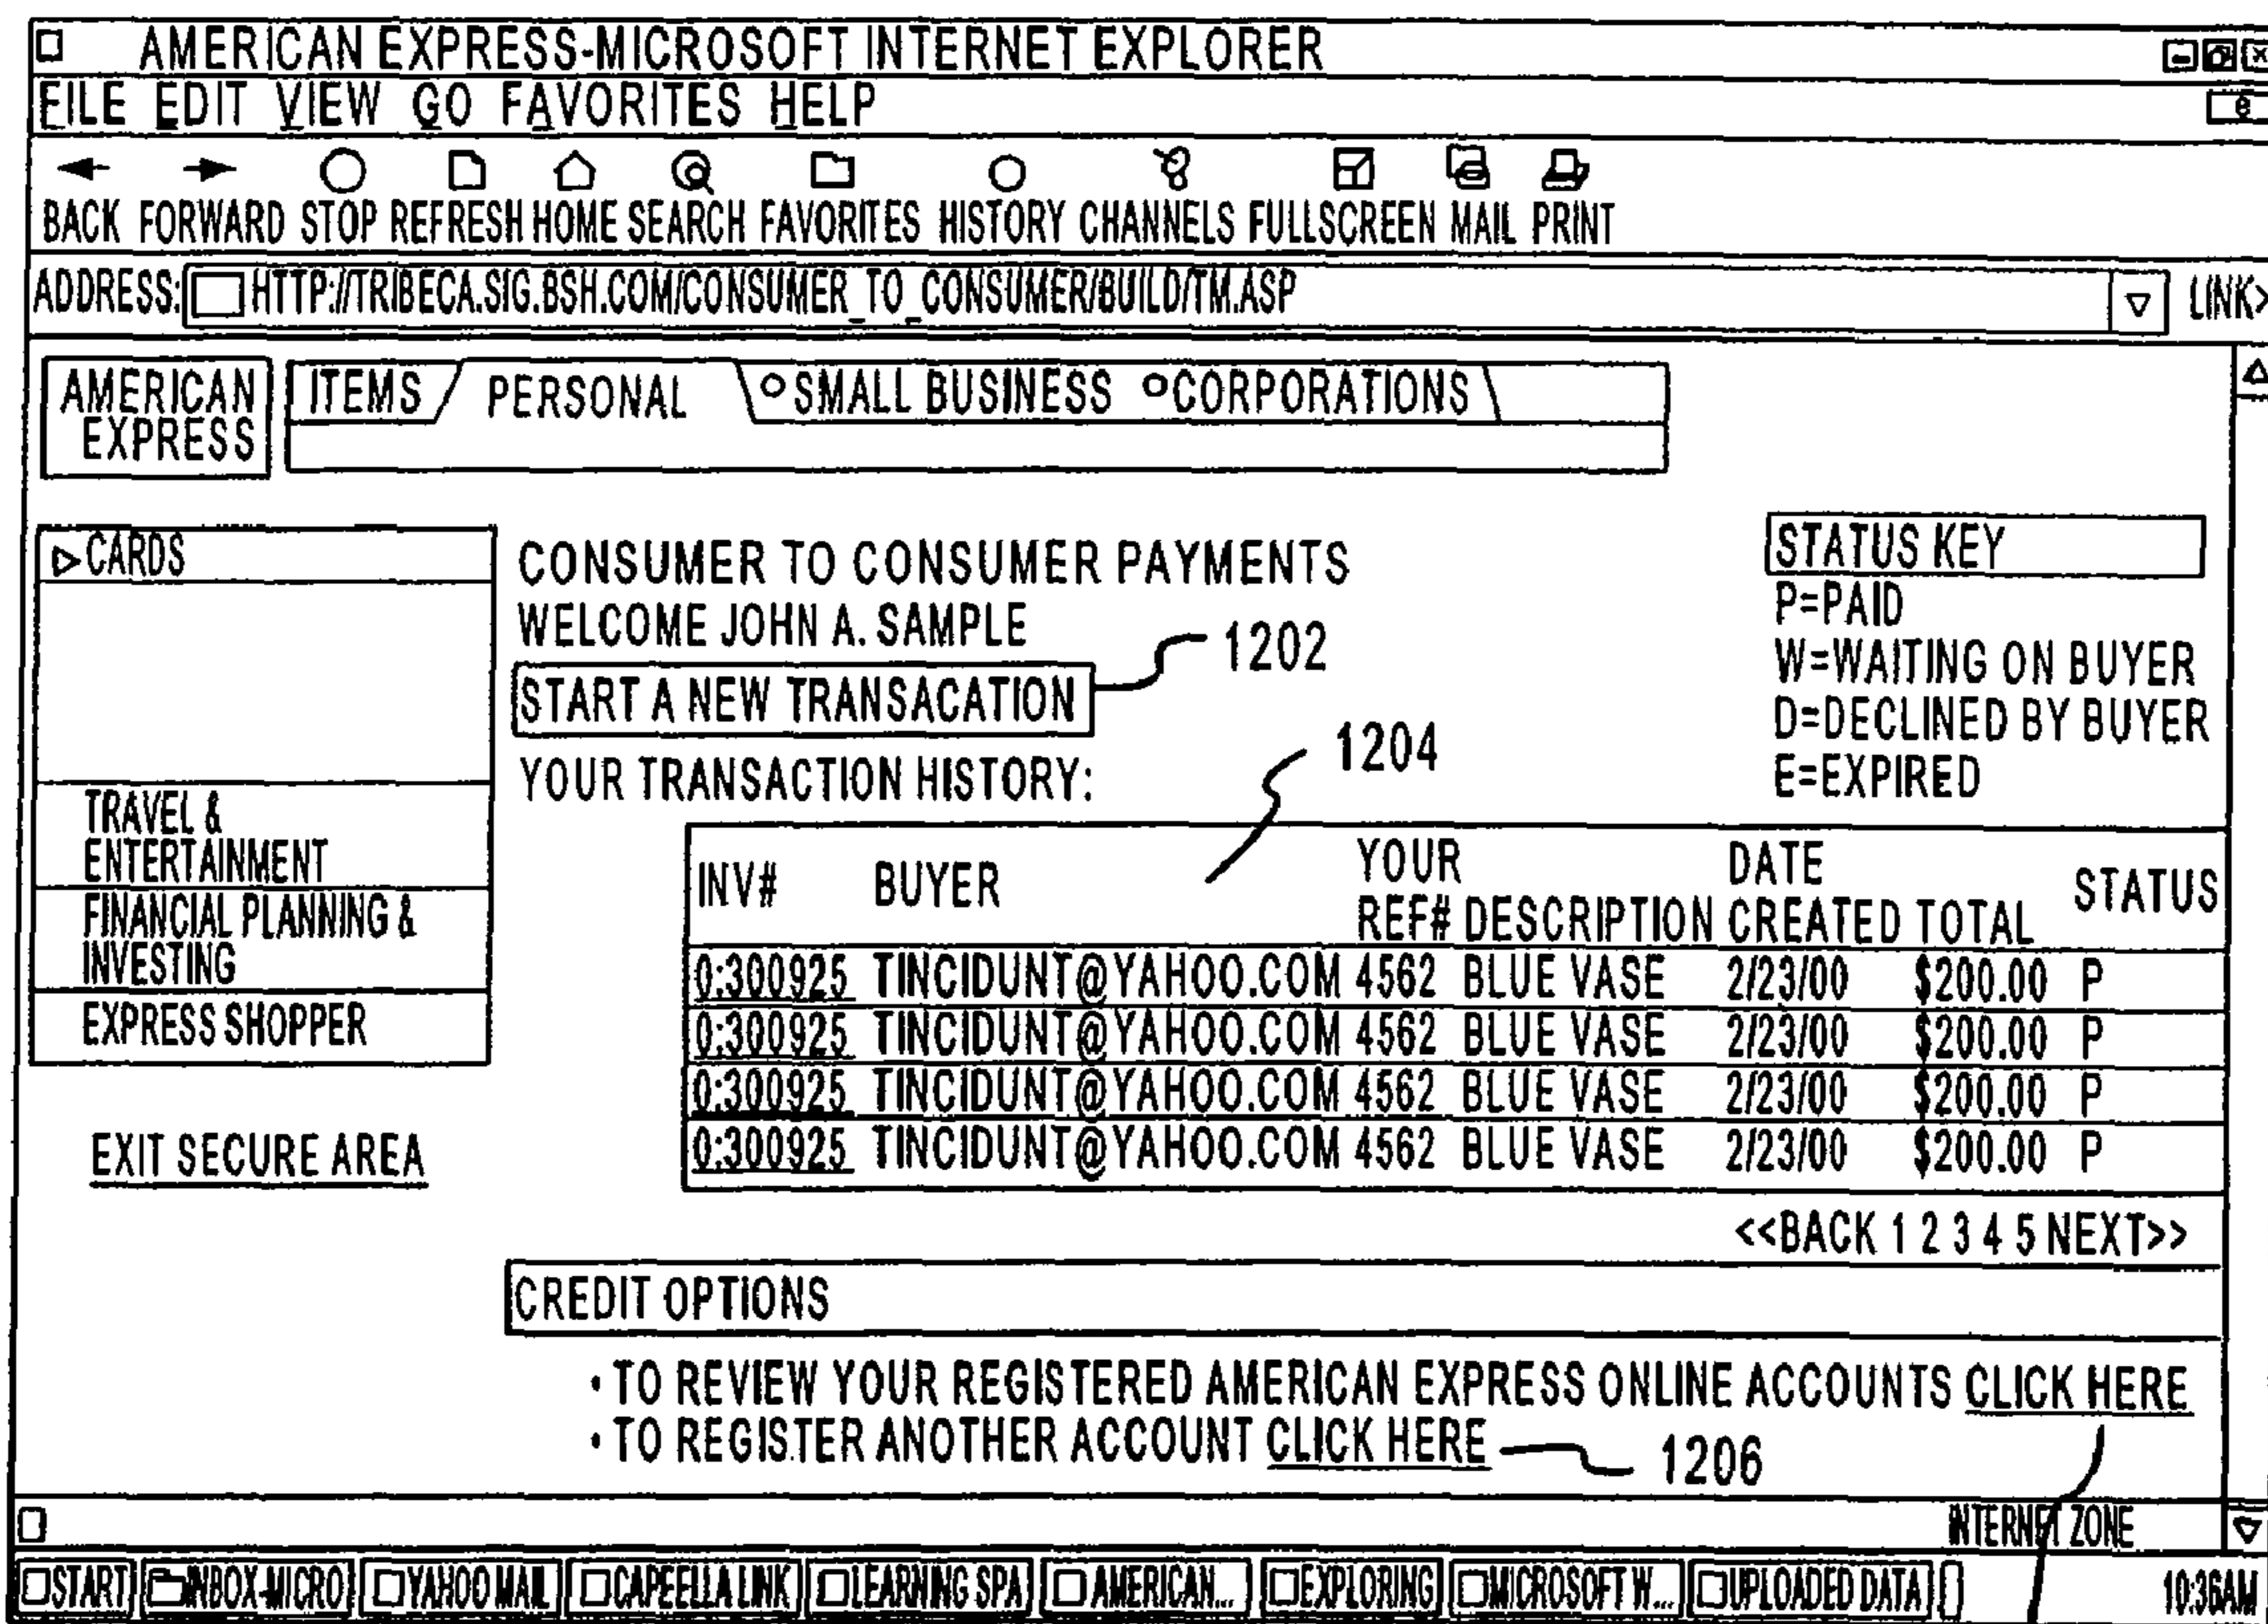 AMERICAN EXPRESS-MICROSOFT INTERNET EXPLORER
FILE EDIT VIEW GO FAVORITES HELP
e
BACK FORWARD STOP REFRESH HOME SEARCH FAVORITES HISTORY CHANNELS FULLSCREEN MAIL PRINT
ADDRESS: HTTP://TRIBECA.SIG.BSH.COM/CONSUMER_TO_CONSUMER/BUILD/TM.ASP LINK>
AMERICAN EXPRESS
ITEMS PERSONAL SMALL BUSINESS CORPORATIONS
CARDS
TRAVEL &
ENTERTAINMENT
FINANCIAL PLANNING &
INVESTING
EXPRESS SHOPPER
EXIT SECURE AREA
CONSUMER TO CONSUMER PAYMENTS
WELCOME JOHN A. SAMPLE
START A NEW TRANSACATION
1202
YOUR TRANSACTION HISTORY:
1204
STATUS KEY
P=PAID
W=WAITING ON BUYER
D=DECLINED BY BUYER
E=EXPIRED
INV# BUYER YOUR REF# DESCRIPTION DATE CREATED TOTAL STATUS
0:300925 TINCIDUNT@YAHOO.COM 4562 BLUE VASE 2/23/00 $200.00 P
0:300925 TINCIDUNT@YAHOO.COM 4562 BLUE VASE 2/23/00 $200.00 P
0:300925 TINCIDUNT@YAHOO.COM 4562 BLUE VASE 2/23/00 $200.00 P
0:300925 TINCIDUNT@YAHOO.COM 4562 BLUE VASE 2/23/00 $200.00 P
<<BACK 1 2 3 4 5 NEXT>>
CREDIT OPTIONS
• TO REVIEW YOUR REGISTERED AMERICAN EXPRESS ONLINE ACCOUNTS CLICK HERE
• TO REGISTER ANOTHER ACCOUNT CLICK HERE
1206
INTERNET ZONE
START INBOX-MICRO YAHOO MAIL CAPEELLA LINK LEARNING SPA AMERICAN... EXPLORING MICROSOFT W... UPLOADED DATA 10:36AM